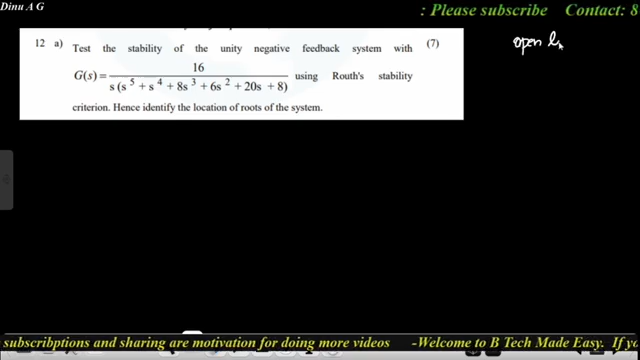 Dinu A G
: Please subscribe Contact: 8
12 a) Test the stability of the unity negative feedback system with (7)
G(s) = 16 / s (s^5 + s^4 + 8s^3 + 6s^2 + 20s + 8) using Routh's stability
criterion. Hence identify the location of roots of the system.
open l
subscribptions and sharing are motivation for doing more videos -Welcome to B Tech Made Easy. If yo